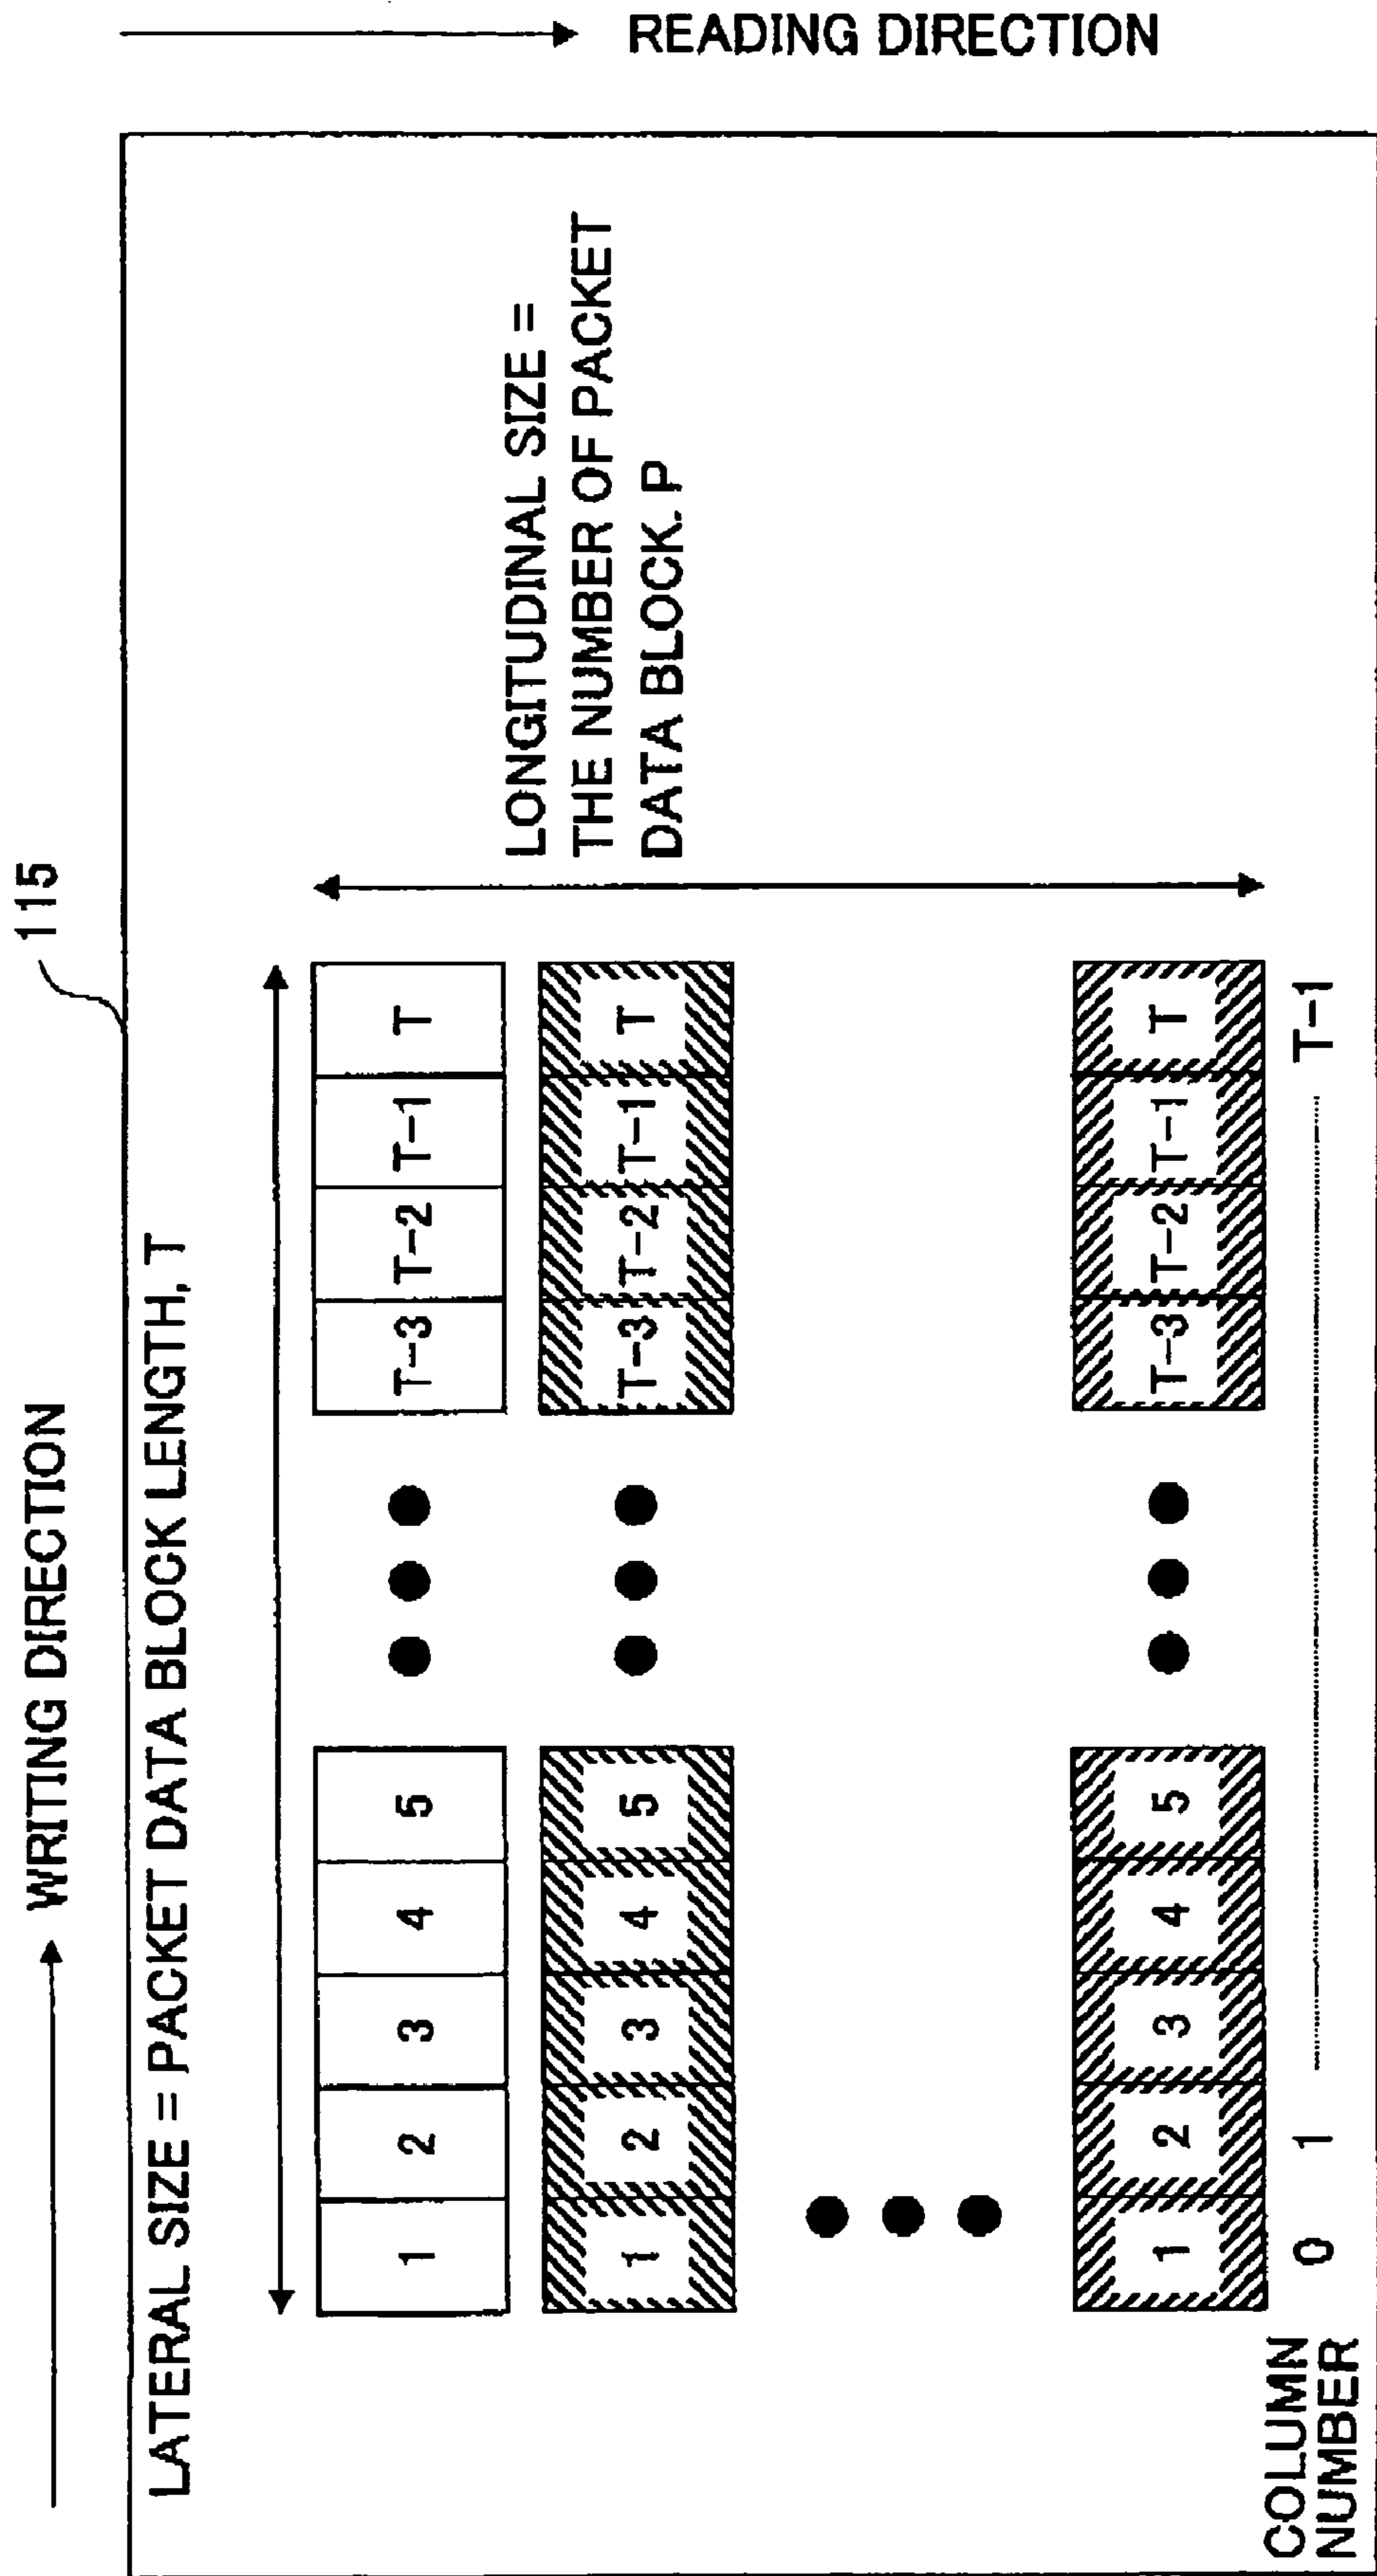 115
WRITING DIRECTION
READING DIRECTION
LATERAL SIZE = PACKET DATA BLOCK LENGTH, T
1 2 3 4 5 T-3 T-2 T-1 T
LONGITUDINAL SIZE =
THE NUMBER OF PACKET
DATA BLOCK. P
1 2 3 4 5 T-3 T-2 T-1 T
1 2 3 4 5 T-3 T-2 T-1 T
COLUMN
NUMBER
0 1 T-1